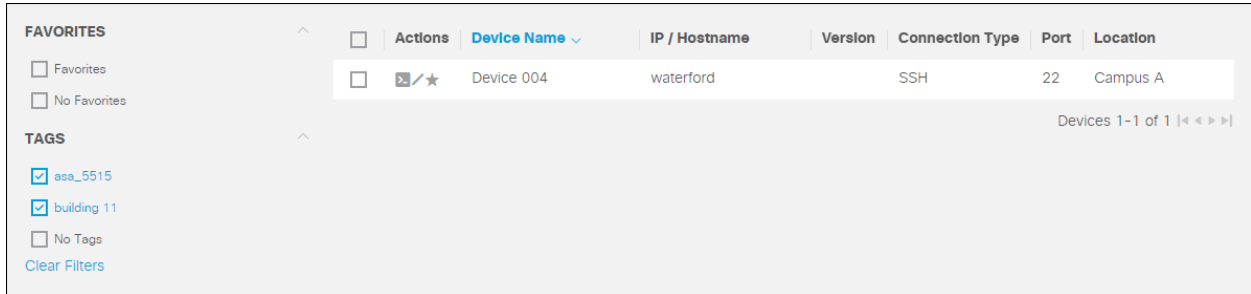 FAVORITES
Favorites
No Favorites
TAGS
asa_5515
building 11
No Tags
Clear Filters
Actions Device Name IP / Hostname Version Connection Type Port Location
Device 004 waterford SSH 22 Campus A
Devices 1-1 of 1